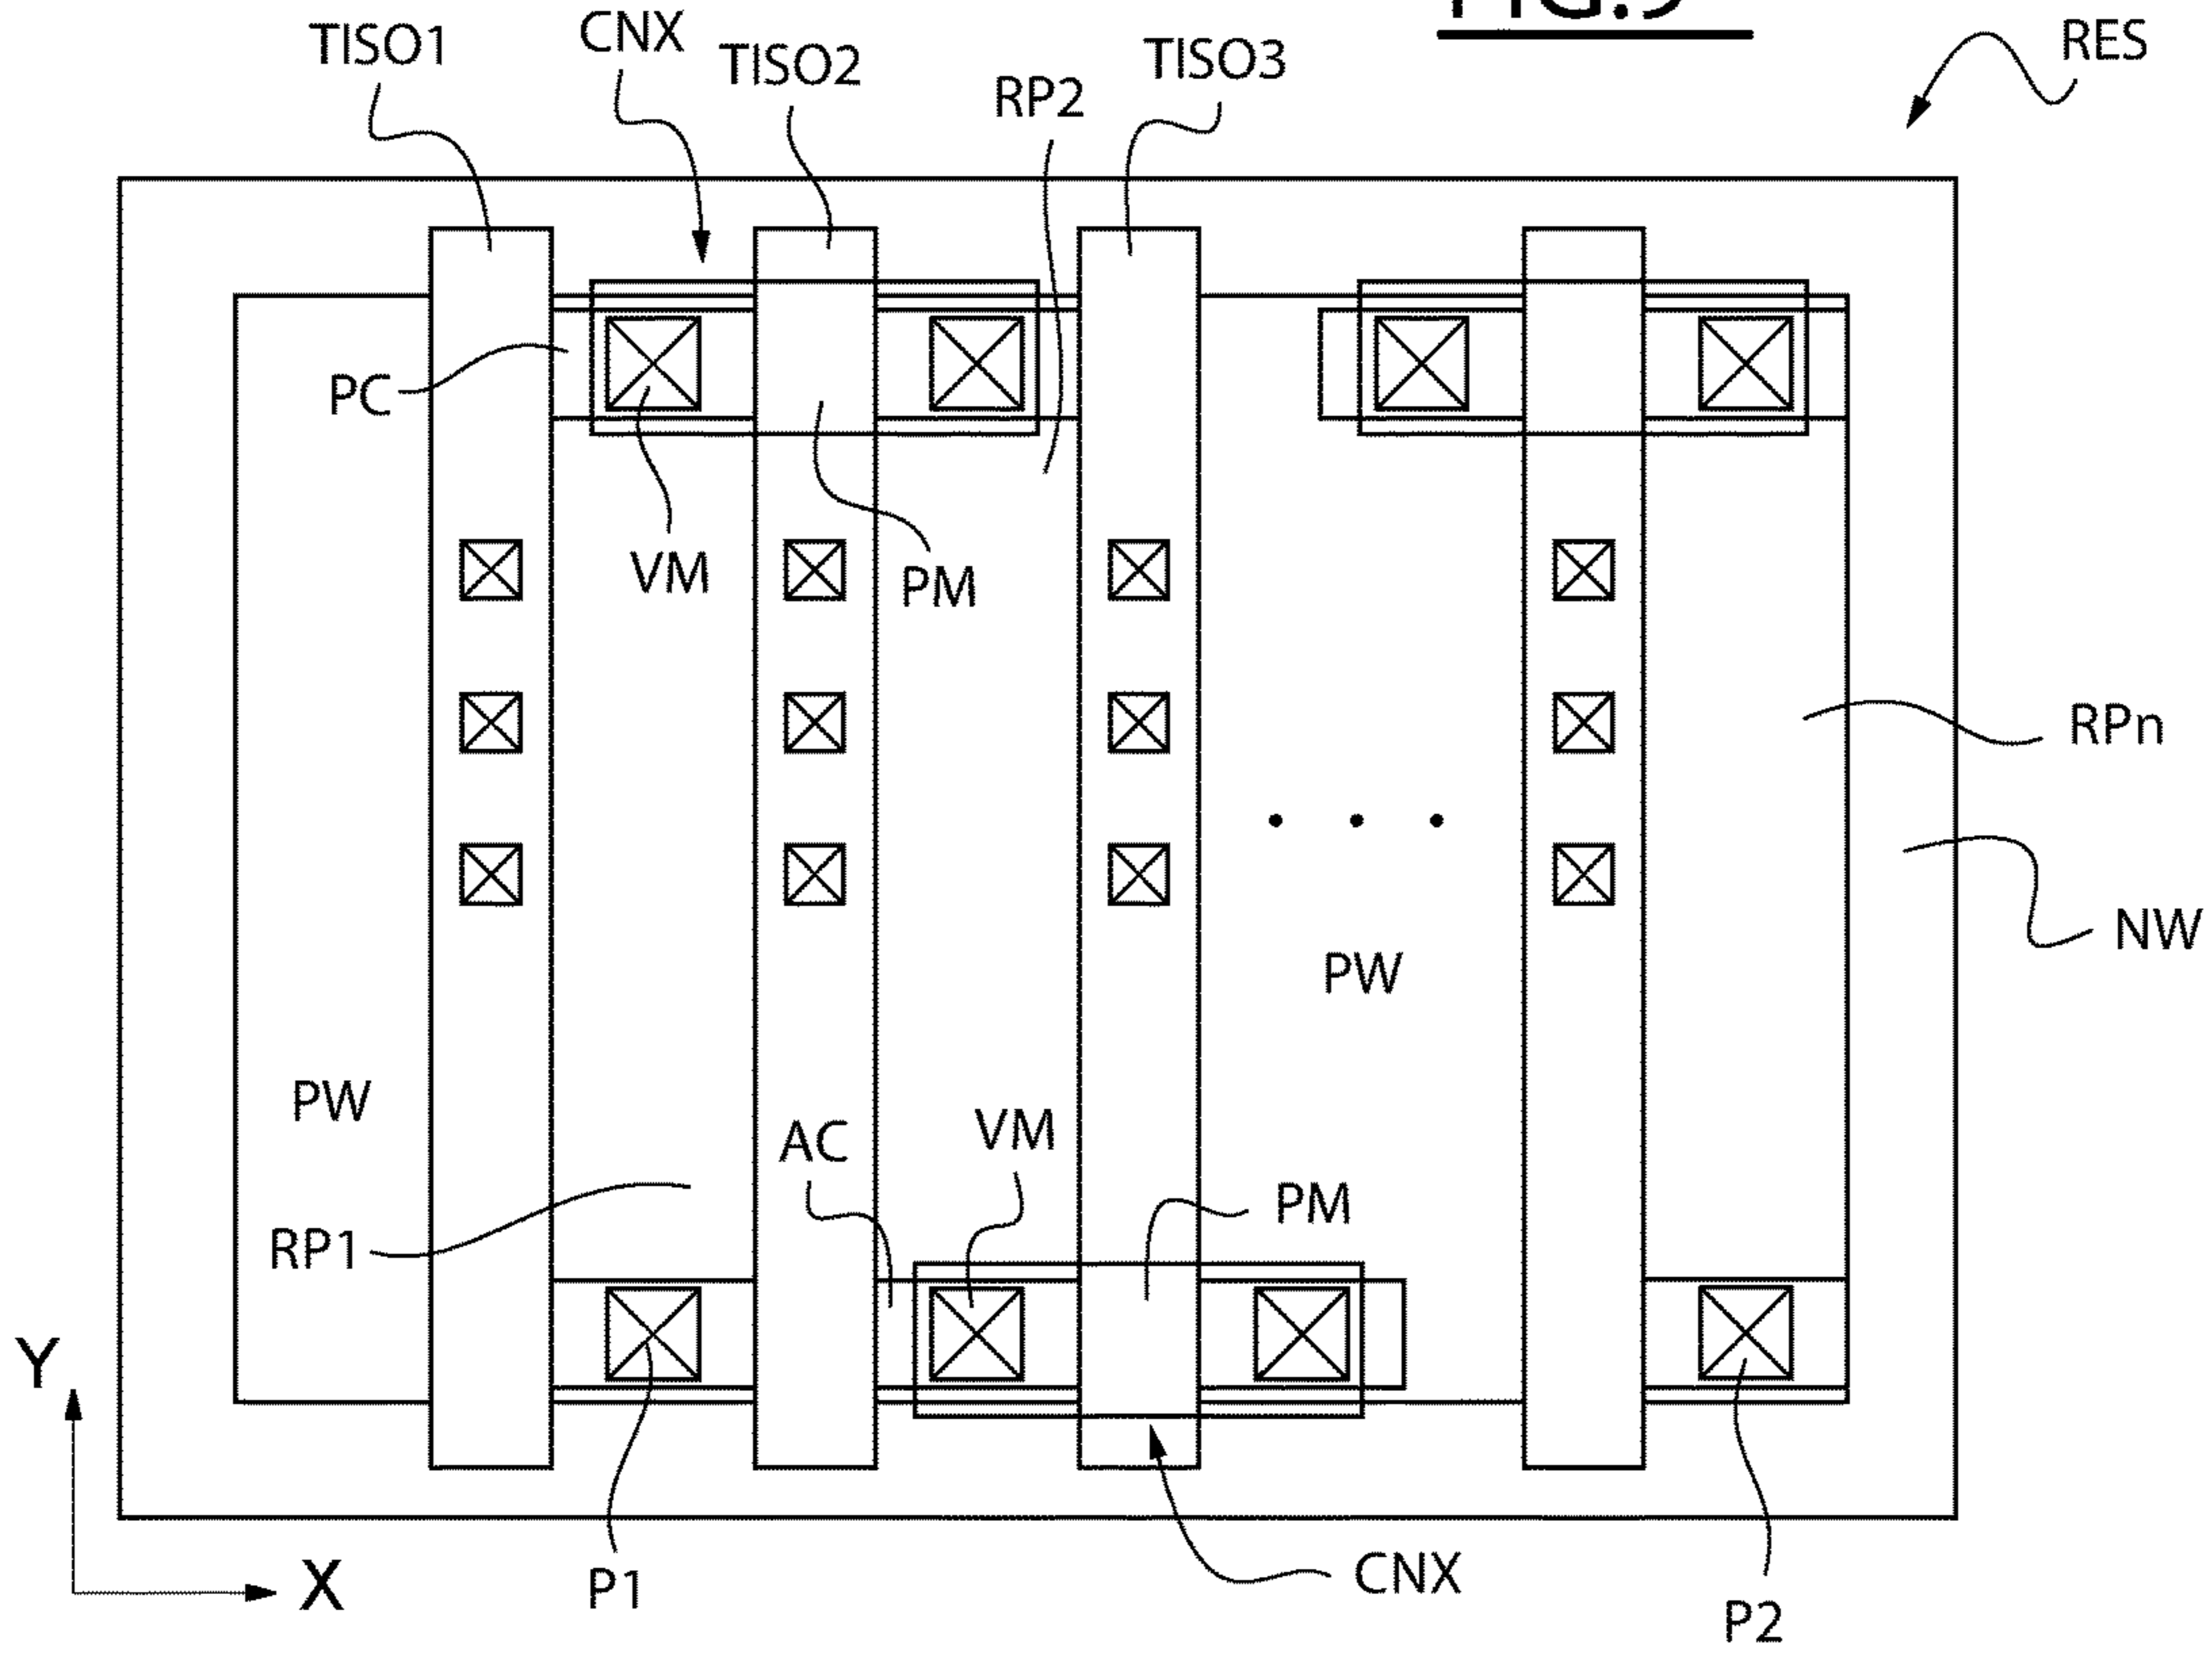 TISO1
CNX
TISO2
RP2
TISO3
RES
PC
VM
PM
RPn
NW
PW
PW
AC
VM
PM
RP1
Y
X
P1
CNX
P2